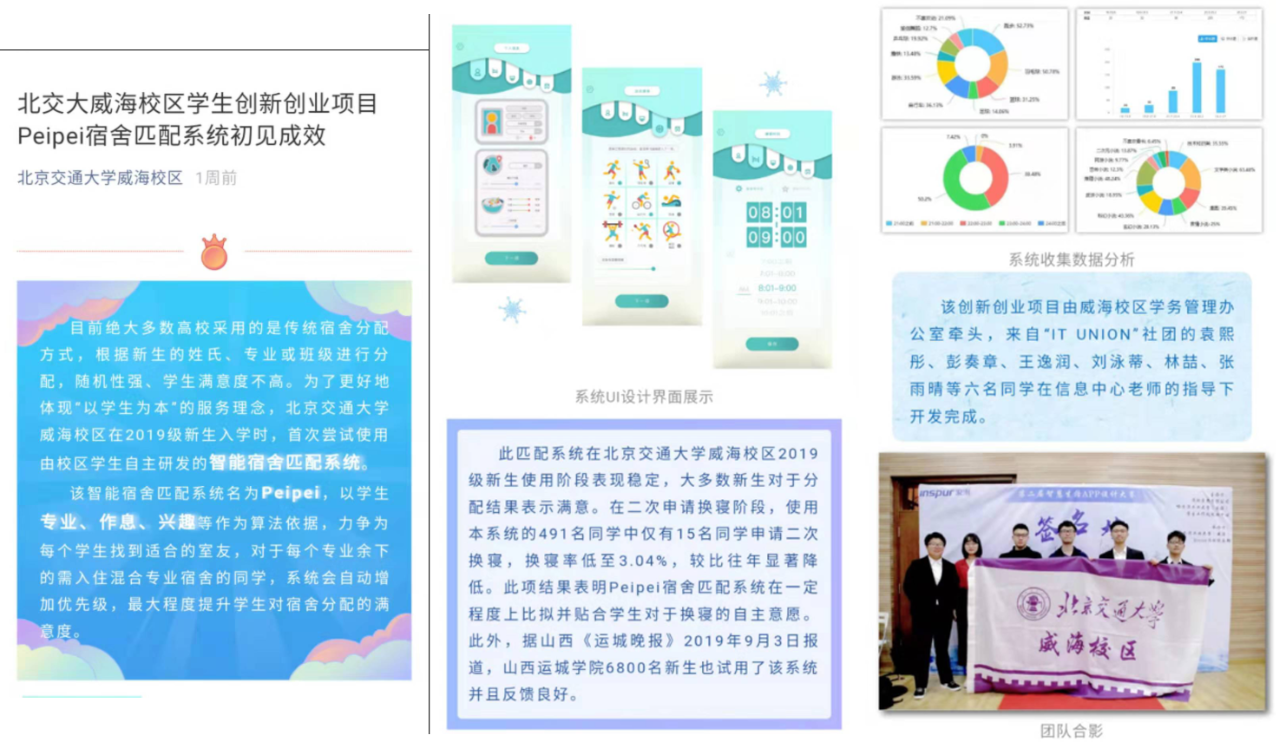 北交大威海校区学生创新创业项目
Peipei宿舍匹配系统初见成效
北京交通大学威海校区 1周前
目前绝大多数高校采用的是传统宿舍分配
方式，根据新生的姓氏、专业或班级进行分
配，随机性强、学生满意度不高。为了更好地
体现“以学生为本”的服务理念，北京交通大学
威海校区在2019级新生入学时，首次尝试使用
由校区学生自主研发的智能宿舍匹配系统。
该智能宿舍匹配系统名为Peipei，以学生
专业、作息、兴趣等作为算法依据，力争为
每个学生找到适合的室友，对于每个专业余下
的需入住混合专业宿舍的同学，系统会自动增
加优先级，最大程度提升学生对宿舍分配的满
意度。
下一步
下一步
08:01
09:00
8:01-9:00
系统UI设计界面展示
此匹配系统在北京交通大学威海校区2019
级新生使用阶段表现稳定，大多数新生对于分
配结果表示满意。在二次申请换寝阶段，使用
本系统的491名同学中仅有15名同学申请二次
换寝，换寝率低至3.04%，较比往年显著降
低。此项结果表明Peipei宿舍匹配系统在一定
程度上比拟并贴合学生对于换寝的自主意愿。
此外，据山西《运城晚报》2019年9月3日报
道，山西运城学院6800名新生也试用了该系统
并且反馈良好。
系统收集数据分析
该创新创业项目由威海校区学务管理办
公室牵头，来自“IT UNION”社团的袁熙
彤、彭奏章、王逸润、刘泳蒂、林喆、张
雨晴等六名同学在信息中心老师的指导下
开发完成。
inspur
签名
北京交通大学
威海校区
团队合影